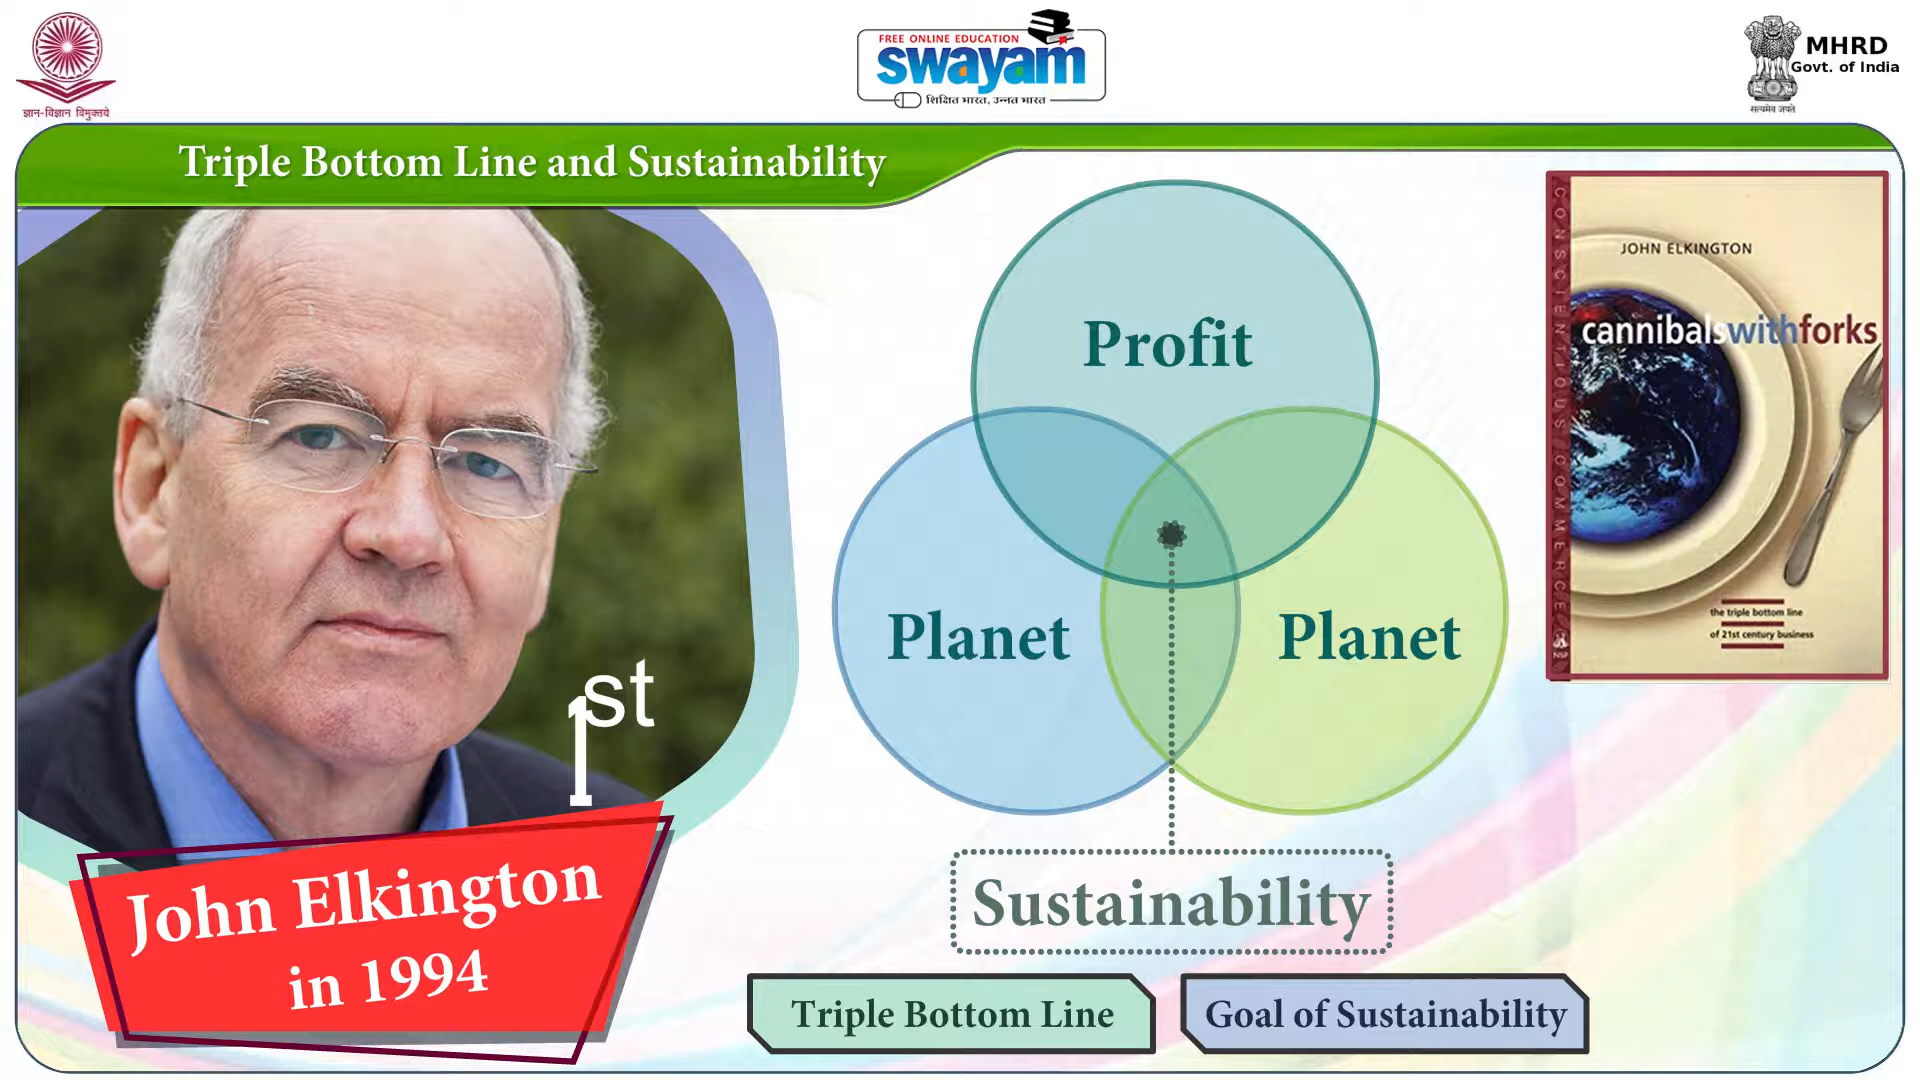 ज्ञान-विज्ञान विमुक्तये
FREE ONLINE EDUCATION
swayam
शिक्षित भारत, उन्नत भारत
MHRD
Govt. of India
सत्यमेव जयते
Triple Bottom Line and Sustainability
1st
John Elkington
in 1994
Profit
Planet
Planet
Sustainability
Triple Bottom Line
Goal of Sustainability
CONSCIENTIOUS COMMERCE
JOHN ELKINGTON
cannibalswithforks
the triple bottom line
of 21st century business
NSP